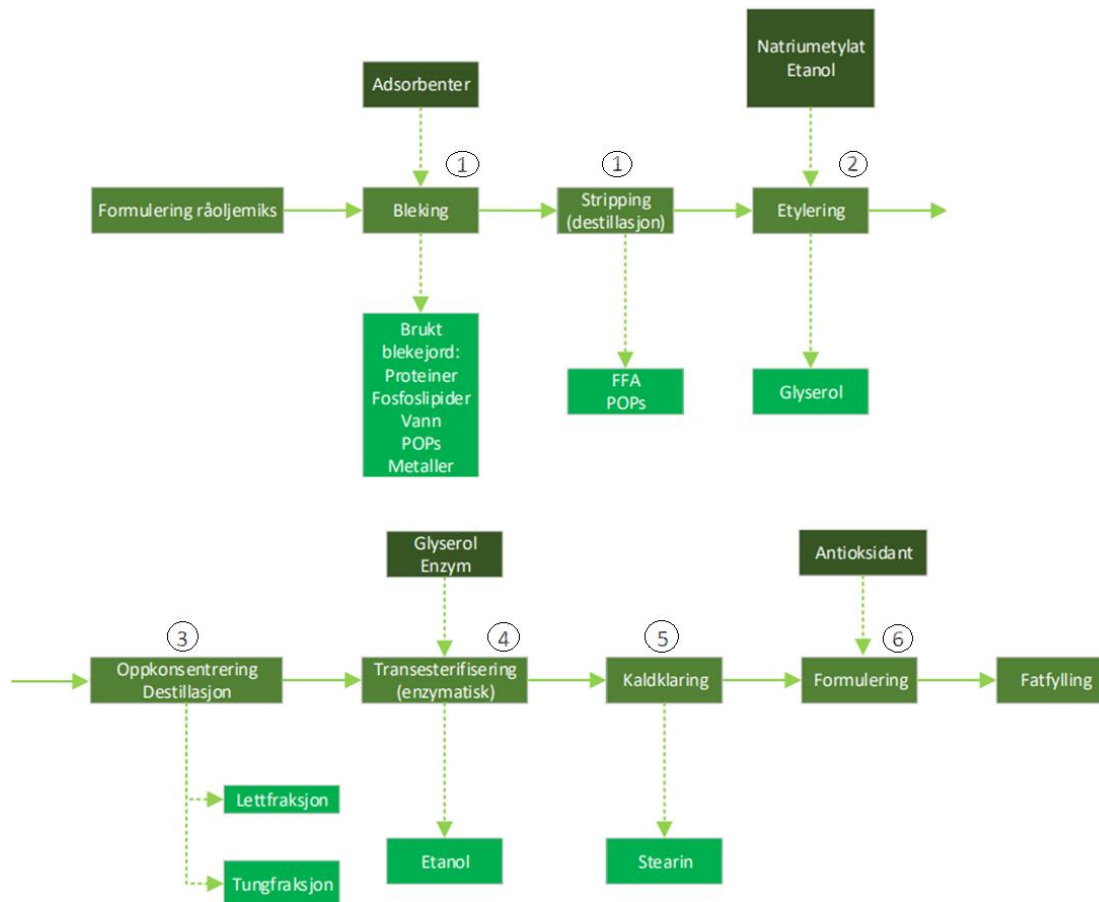 Natriumetylat
Etanol
Adsorbenter
1
1
2
Formulering råoljemiks
Bleking
Stripping
(destillasjon)
Etylering
Brukt
blekejord:
Proteiner
Fosfoslipider
Vann
POPs
Metaller
FFA
POPs
Glyserol
Glyserol
Enzym
Antioksidant
3
4
5
6
Oppkonsentrering
Destillasjon
Transesterifisering
(enzymatisk)
Kaldklaring
Formulering
Fatfylling
Lettfraksjon
Tungfraksjon
Etanol
Stearin